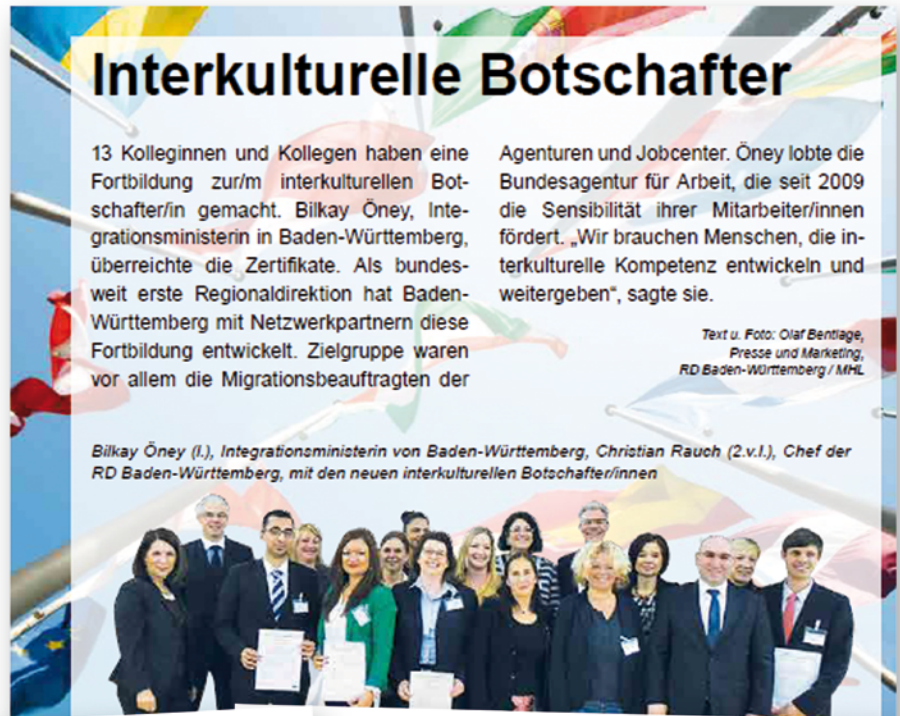 Interkulturelle Botschafter
13 Kolleginnen und Kollegen haben eine
Fortbildung zur/m interkulturellen Bot-
schafter/in gemacht. Bilkay Öney, Inte-
grationsministerin in Baden-Württemberg,
überreichte die Zertifikate. Als bundes-
weit erste Regionaldirektion hat Baden-
Württemberg mit Netzwerkpartnern diese
Fortbildung entwickelt. Zielgruppe waren
vor allem die Migrationsbeauftragten der
Agenturen und Jobcenter. Öney lobte die
Bundesagentur für Arbeit, die seit 2009
die Sensibilität ihrer Mitarbeiter/innen
fördert. „Wir brauchen Menschen, die in-
terkulturelle Kompetenz entwickeln und
weitergeben“, sagte sie.
Text u. Foto: Olaf Bentlage,
Presse und Marketing,
RD Baden-Württemberg / MHL
Bilkay Öney (l.), Integrationsministerin von Baden-Württemberg, Christian Rauch (2.v.l.), Chef der
RD Baden-Württemberg, mit den neuen interkulturellen Botschafter/innen